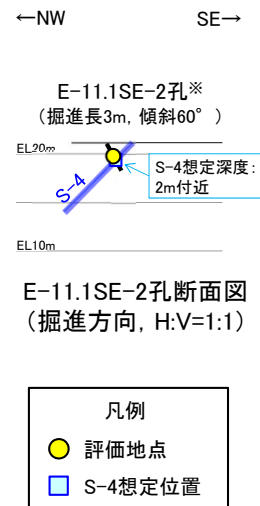 ←NW SE→
E-11.1SE-2孔※
（掘進長3m, 傾斜60°）
EL20m
S-4想定深度：
2m付近
S-4
EL10m
E-11.1SE-2孔断面図
（掘進方向, H:V=1:1）
凡例
評価地点
S-4想定位置